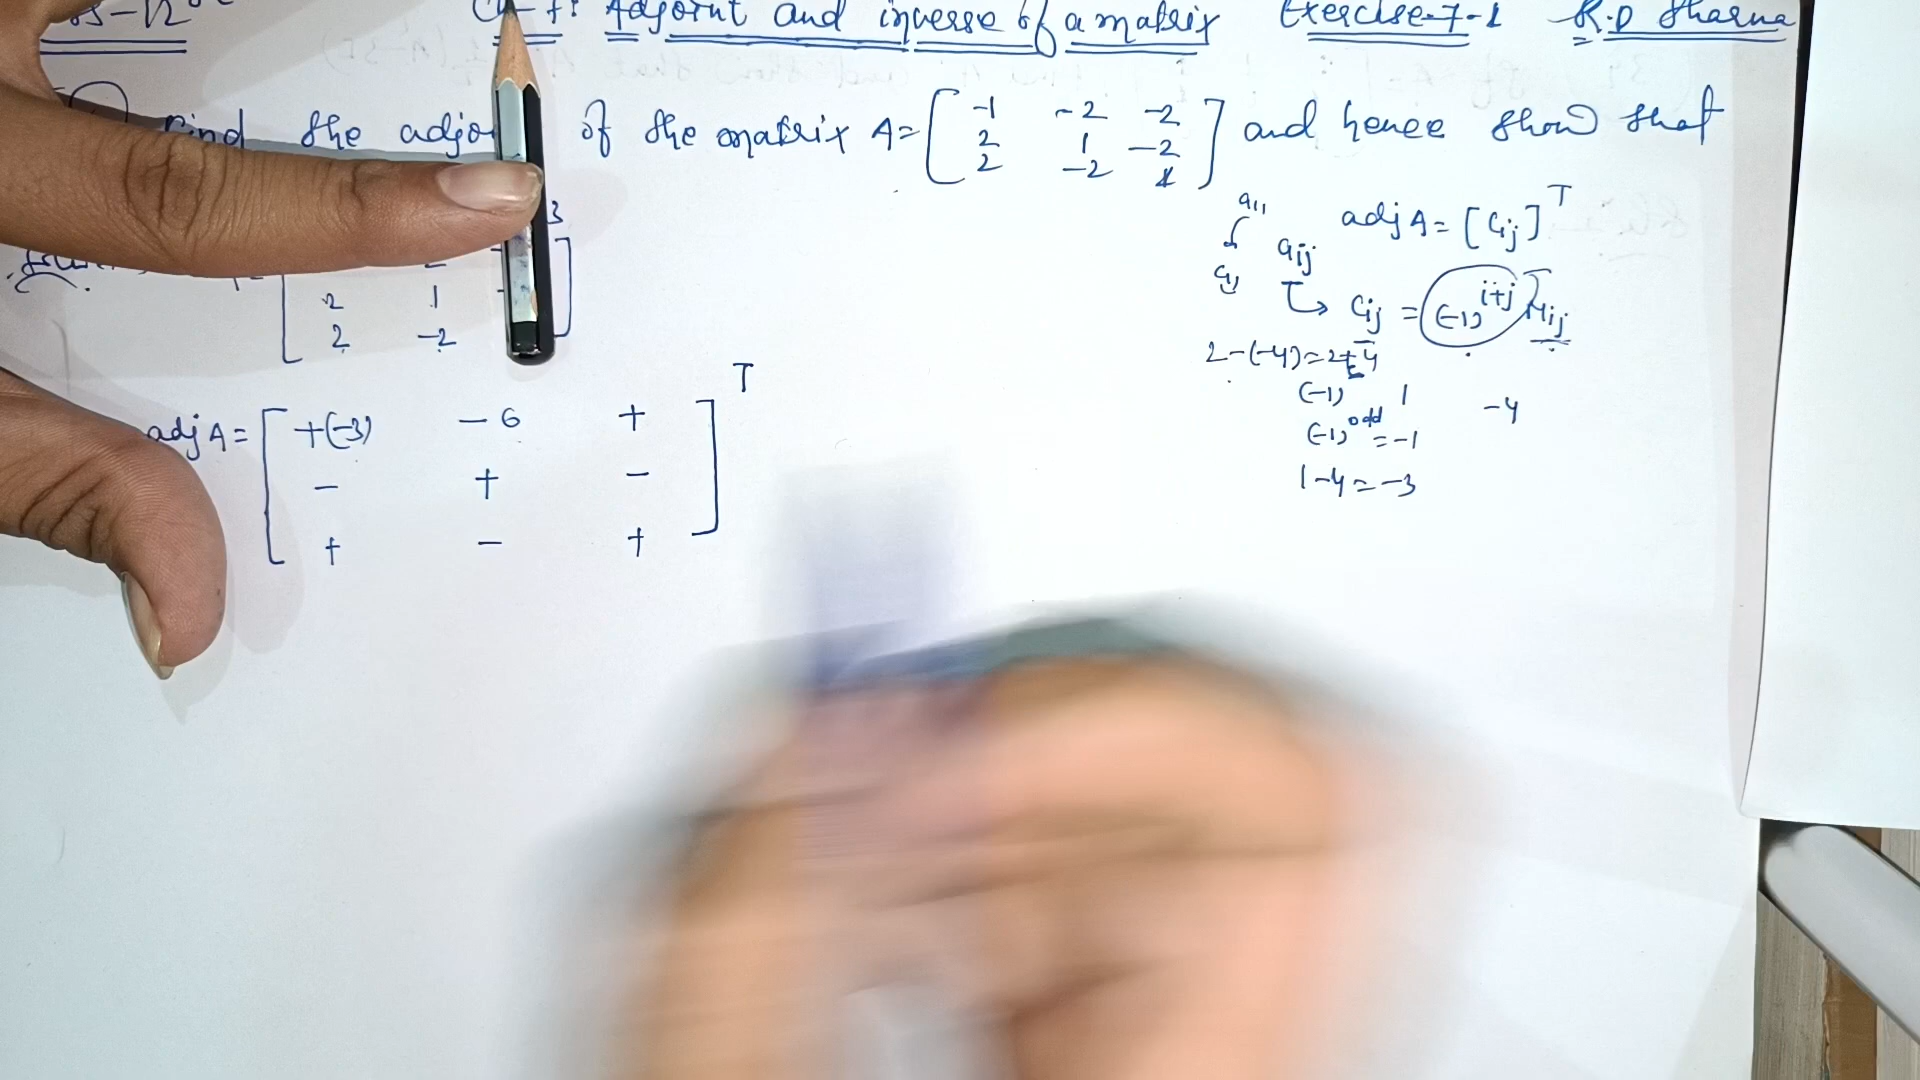 Adjoint and inverse of a matrix Exercise-7.1 R.D Sharma
Find the of the matrix A= [ -1 -2 -2 ] and hence show that
2 1 -2
2 -2 1
3
a11
adj A = [Cij]^T
aij
2 1
Cij = (-1)^i+j Mij
2 -2
2-(-4)=2+4
T
(-1) 1
-4
adj A = [ +(-3) -6 +
(-1)^odd = -1
- + -
1-4=-3
+ - +